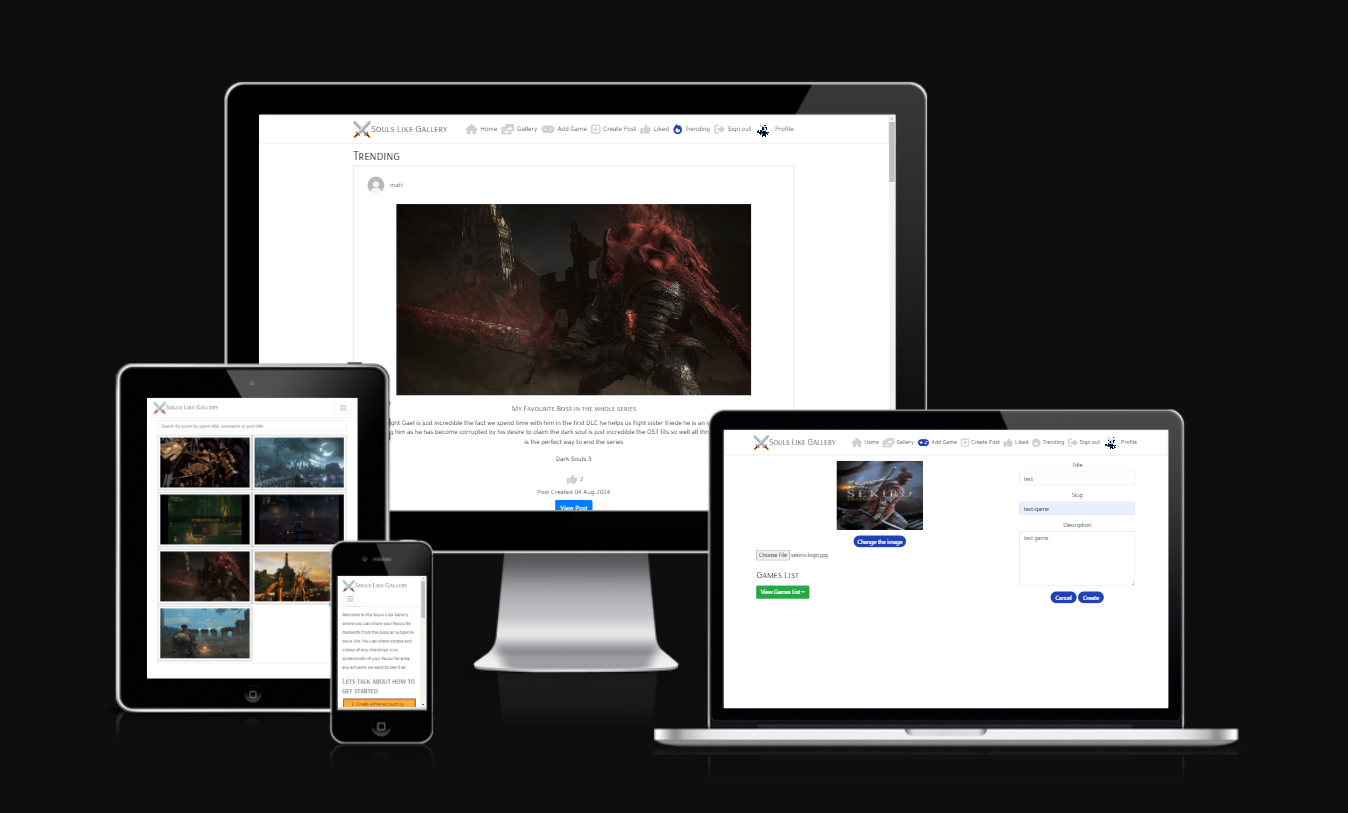 Souls Like Gallery Home Gallery Add Game Create Post Liked Trending Sign out Profile
Trending
matt
My Favourite Boss in the whole series
ight Gael is just incredible the fact we spend time with him in the first DLC he helps us fight sister friede he is an
g him as he has become corrupted by his desire to claim the dark soul is just incredible the OST fits so well all
is the perfect way to end the series
Dark Souls 3
2
Post Created 04 Aug 2024
View Post
Souls Like Gallery
Search for posts by game title, username or post title
Souls Like Gallery
Welcome to the Souls Like Gallery
where you can share your favourite
moments from the popular subgenre
souls like. You can share photos and
videos of any challenge runs,
screenshots of your favourite area,
any art work we want to see it all.
Lets talk about how to
get started
1. Create a free account by
Souls Like Gallery Home Gallery Add Game Create Post Liked Trending Sign out Profile
SEKIRO
Change the image
Choose File sekiro-logo.jpg
Games List
View Games List
Title
test
Slug
test-game
Description
test game
Cancel Create